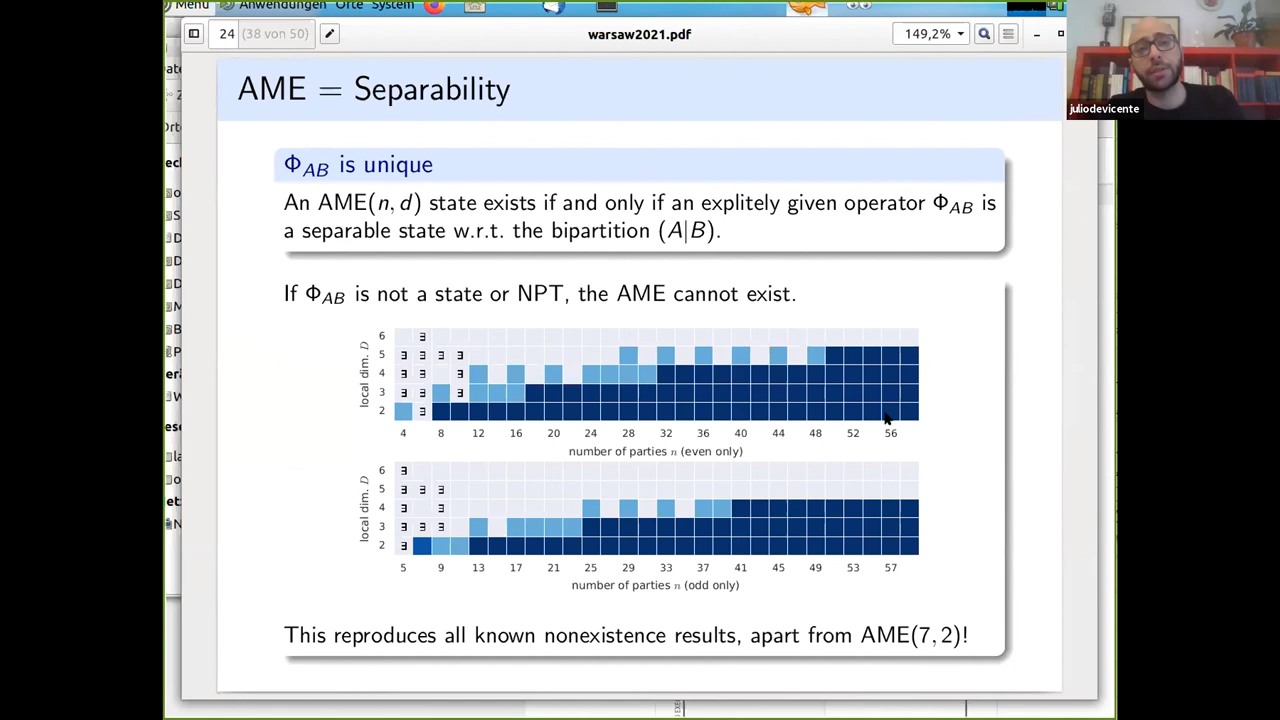 Menu Anwendungen Orte System
24 (38 von 50)
warsaw2021.pdf
149,2%
juliodevicente
AME = Separability
Φ_AB is unique
An AME(n, d) state exists if and only if an explitely given operator Φ_AB is
a separable state w.r.t. the bipartition (A|B).
If Φ_AB is not a state or NPT, the AME cannot exist.
local dim. D
6 ∃
5 ∃ ∃ ∃ ∃
4 ∃ ∃ ∃
3 ∃ ∃ ∃
2 ∃
4 8 12 16 20 24 28 32 36 40 44 48 52 56
number of parties n (even only)
local dim. D
6 ∃
5 ∃ ∃ ∃
4 ∃ ∃
3 ∃ ∃ ∃
2 ∃
5 9 13 17 21 25 29 33 37 41 45 49 53 57
number of parties n (odd only)
This reproduces all known nonexistence results, apart from AME(7, 2)!